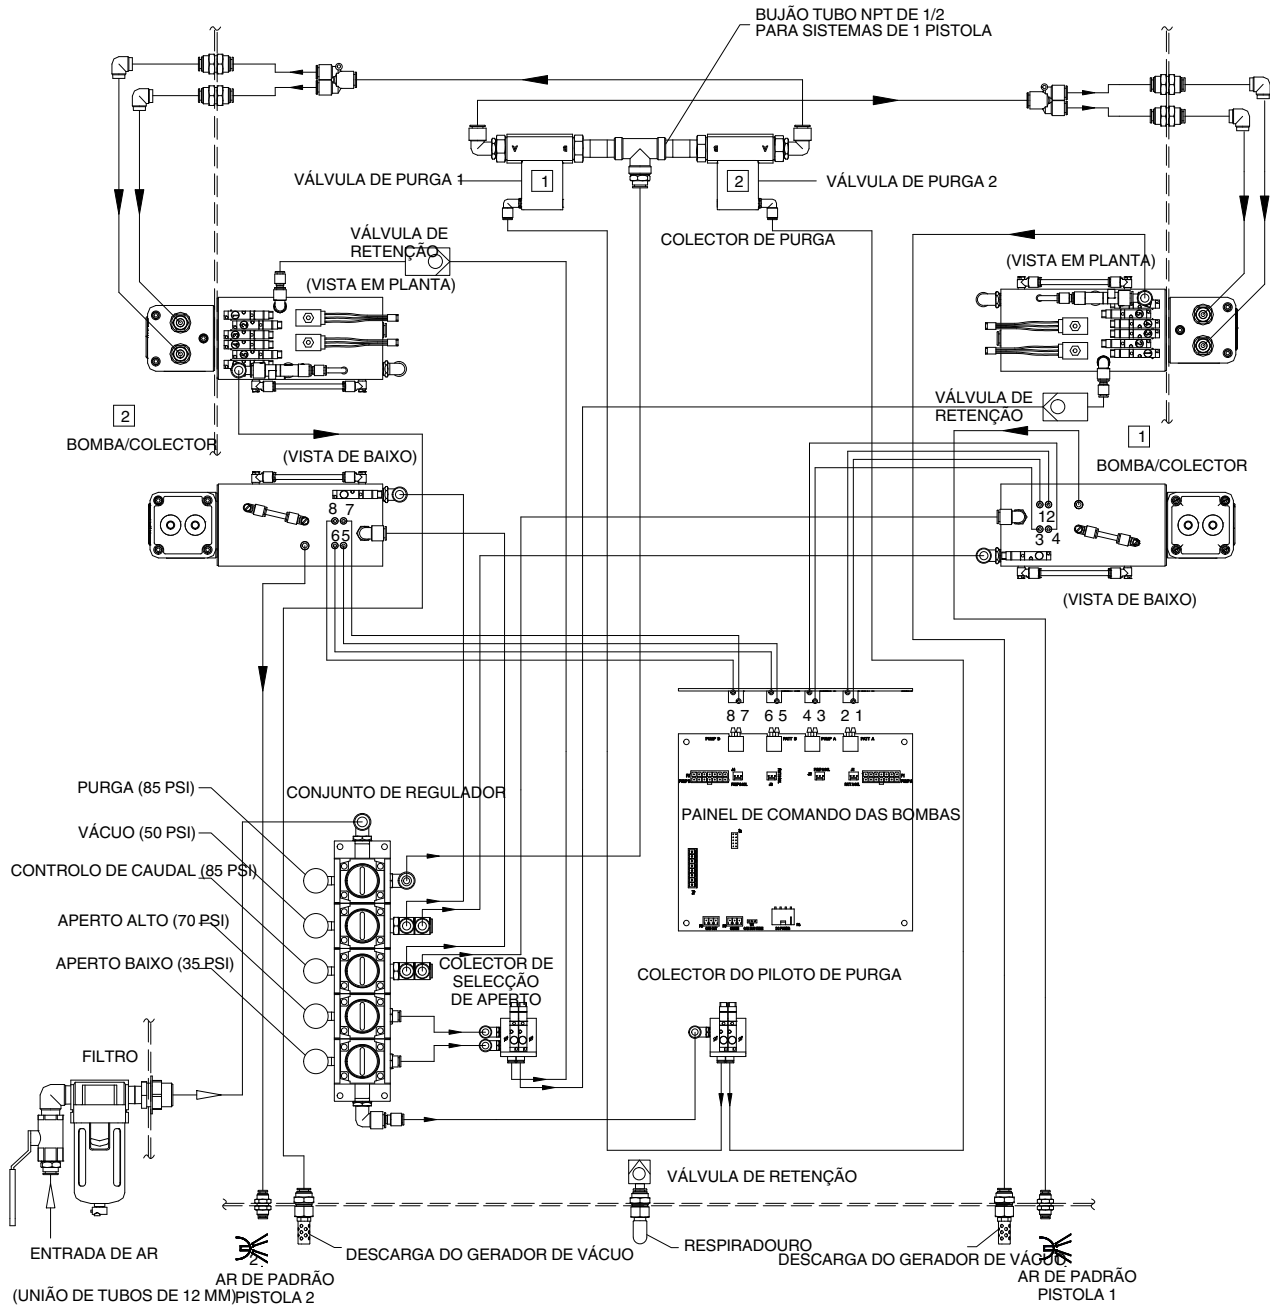 BUJÃO TUBO NPT DE 1/2
PARA SISTEMAS DE 1 PISTOLA
A
B
B
A
VÁLVULA DE PURGA 1
1
2
VÁLVULA DE PURGA 2
VÁLVULA DE
RETENÇÃO
COLECTOR DE PURGA
(VISTA EM PLANTA)
(VISTA EM PLANTA)
VÁLVULA DE
RETENÇÃO
2
BOMBA/COLECTOR
1
BOMBA/COLECTOR
(VISTA DE BAIXO)
8 7
6 5
1 2
3 4
(VISTA DE BAIXO)
8 7 6 5 4 3 2 1
PUMP B
PATT B
PUMP A
PATT A
PURGA (85 PSI)
CONJUNTO DE REGULADOR
PAINEL DE COMANDO DAS BOMBAS
VÁCUO (50 PSI)
CONTROLO DE CAUDAL (85 PSI)
APERTO ALTO (70 PSI)
APERTO BAIXO (35 PSI)
COLECTOR DE
SELECÇÃO
DE APERTO
COLECTOR DO PILOTO DE PURGA
FILTRO
VÁLVULA DE RETENÇÃO
ENTRADA DE AR
(UNIÃO DE TUBOS DE 12 MM)
2
AR DE PADRÃO
PISTOLA 2
DESCARGA DO GERADOR DE VÁCUO
RESPIRADOURO
DESCARGA DO GERADOR DE VÁCUO
AR DE PADRÃO
PISTOLA 1